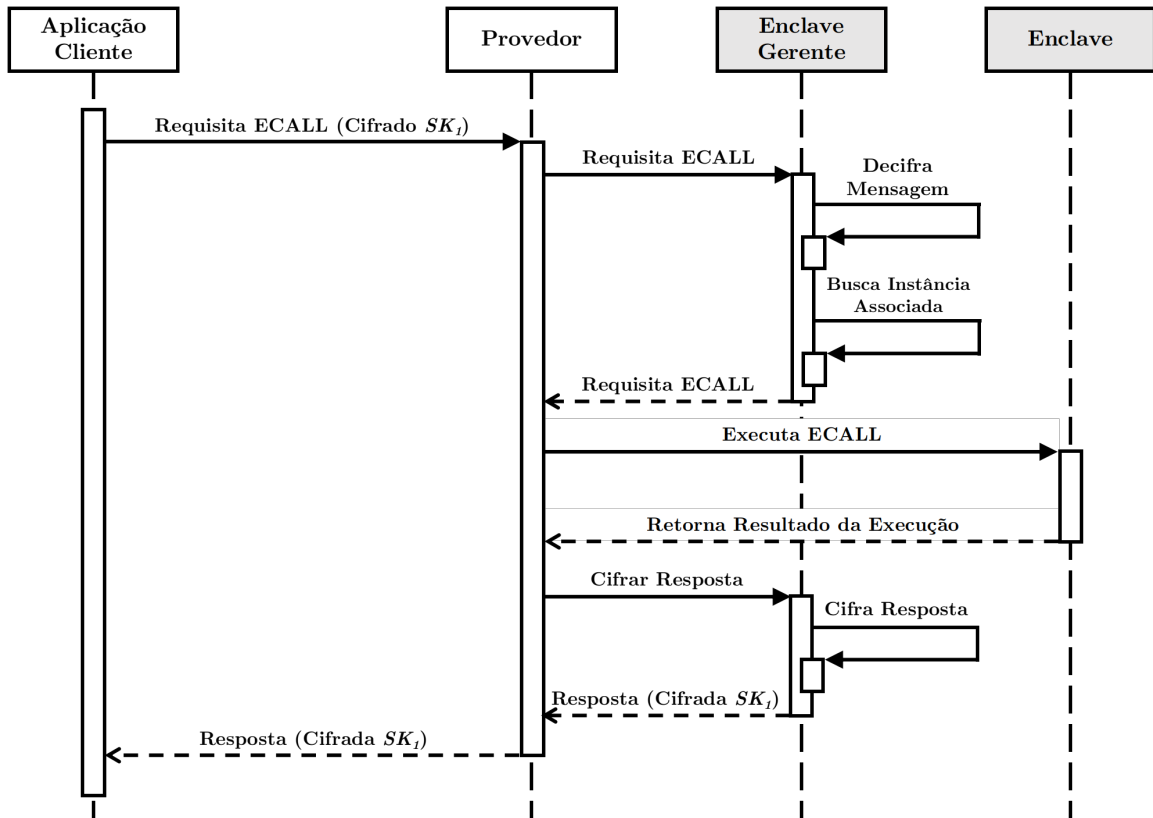 Aplicação
Cliente
Provedor
Enclave
Gerente
Enclave
Requisita ECALL (Cifrado SK₁)
Requisita ECALL
Decifra
Mensagem
Busca Instância
Associada
Requisita ECALL
Executa ECALL
Retorna Resultado da Execução
Cifrar Resposta
Cifra Resposta
Resposta (Cifrada SK₁)
Resposta (Cifrada SK₁)